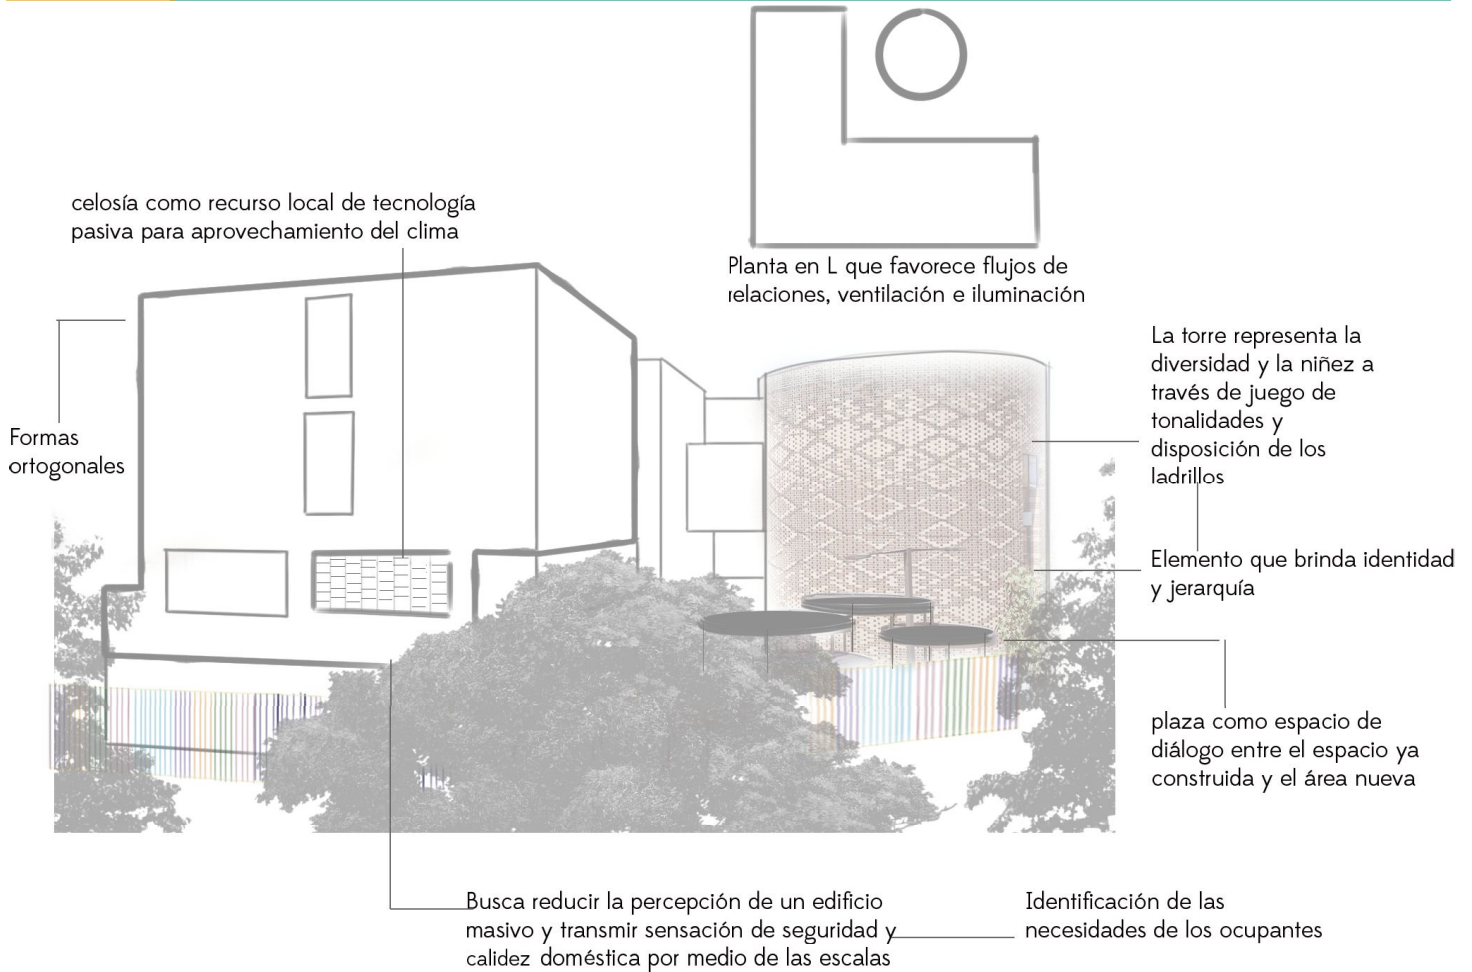 celosía como recurso local de tecnología
pasiva para aprovechamiento del clima
Planta en L que favorece flujos de
relaciones, ventilación e iluminación
La torre representa la
diversidad y la niñez a
través de juego de
tonalidades y
disposición de los
ladrillos
Formas
ortogonales
Elemento que brinda identidad
y jerarquía
plaza como espacio de
diálogo entre el espacio ya
construida y el área nueva
Busca reducir la percepción de un edificio
masivo y transmir sensación de seguridad y
calidez doméstica por medio de las escalas
Identificación de las
necesidades de los ocupantes